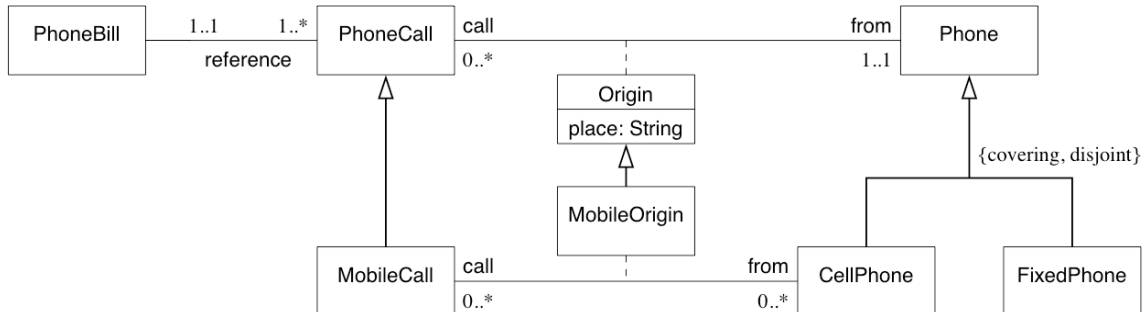 PhoneBill 1..1 1..* PhoneCall call from Phone
reference 0..* 1..1
Origin
place: String
{covering, disjoint}
MobileOrigin
MobileCall call from CellPhone FixedPhone
0..* 0..*